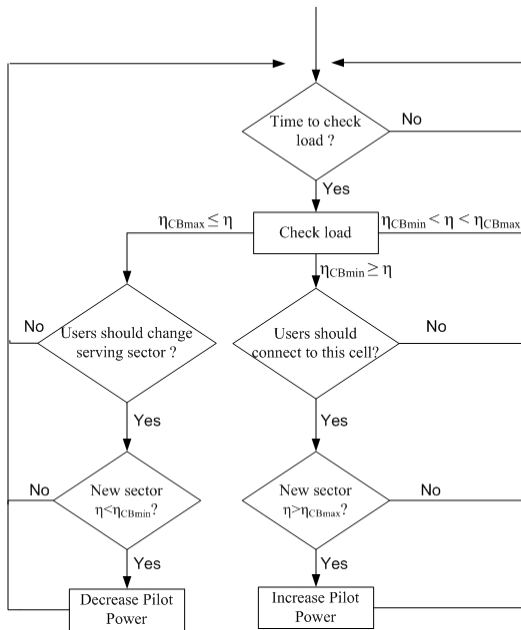 Time to check
load ?
No
Yes
ηCBmax ≤ η
Check load
ηCBmin < η < ηCBmax
ηCBmin ≥ η
No
Users should change
serving sector ?
Users should
connect to this cell?
No
Yes
Yes
No
New sector
η<ηCBmin?
New sector
η>ηCBmax?
No
Yes
Yes
Decrease Pilot
Power
Increase Pilot
Power